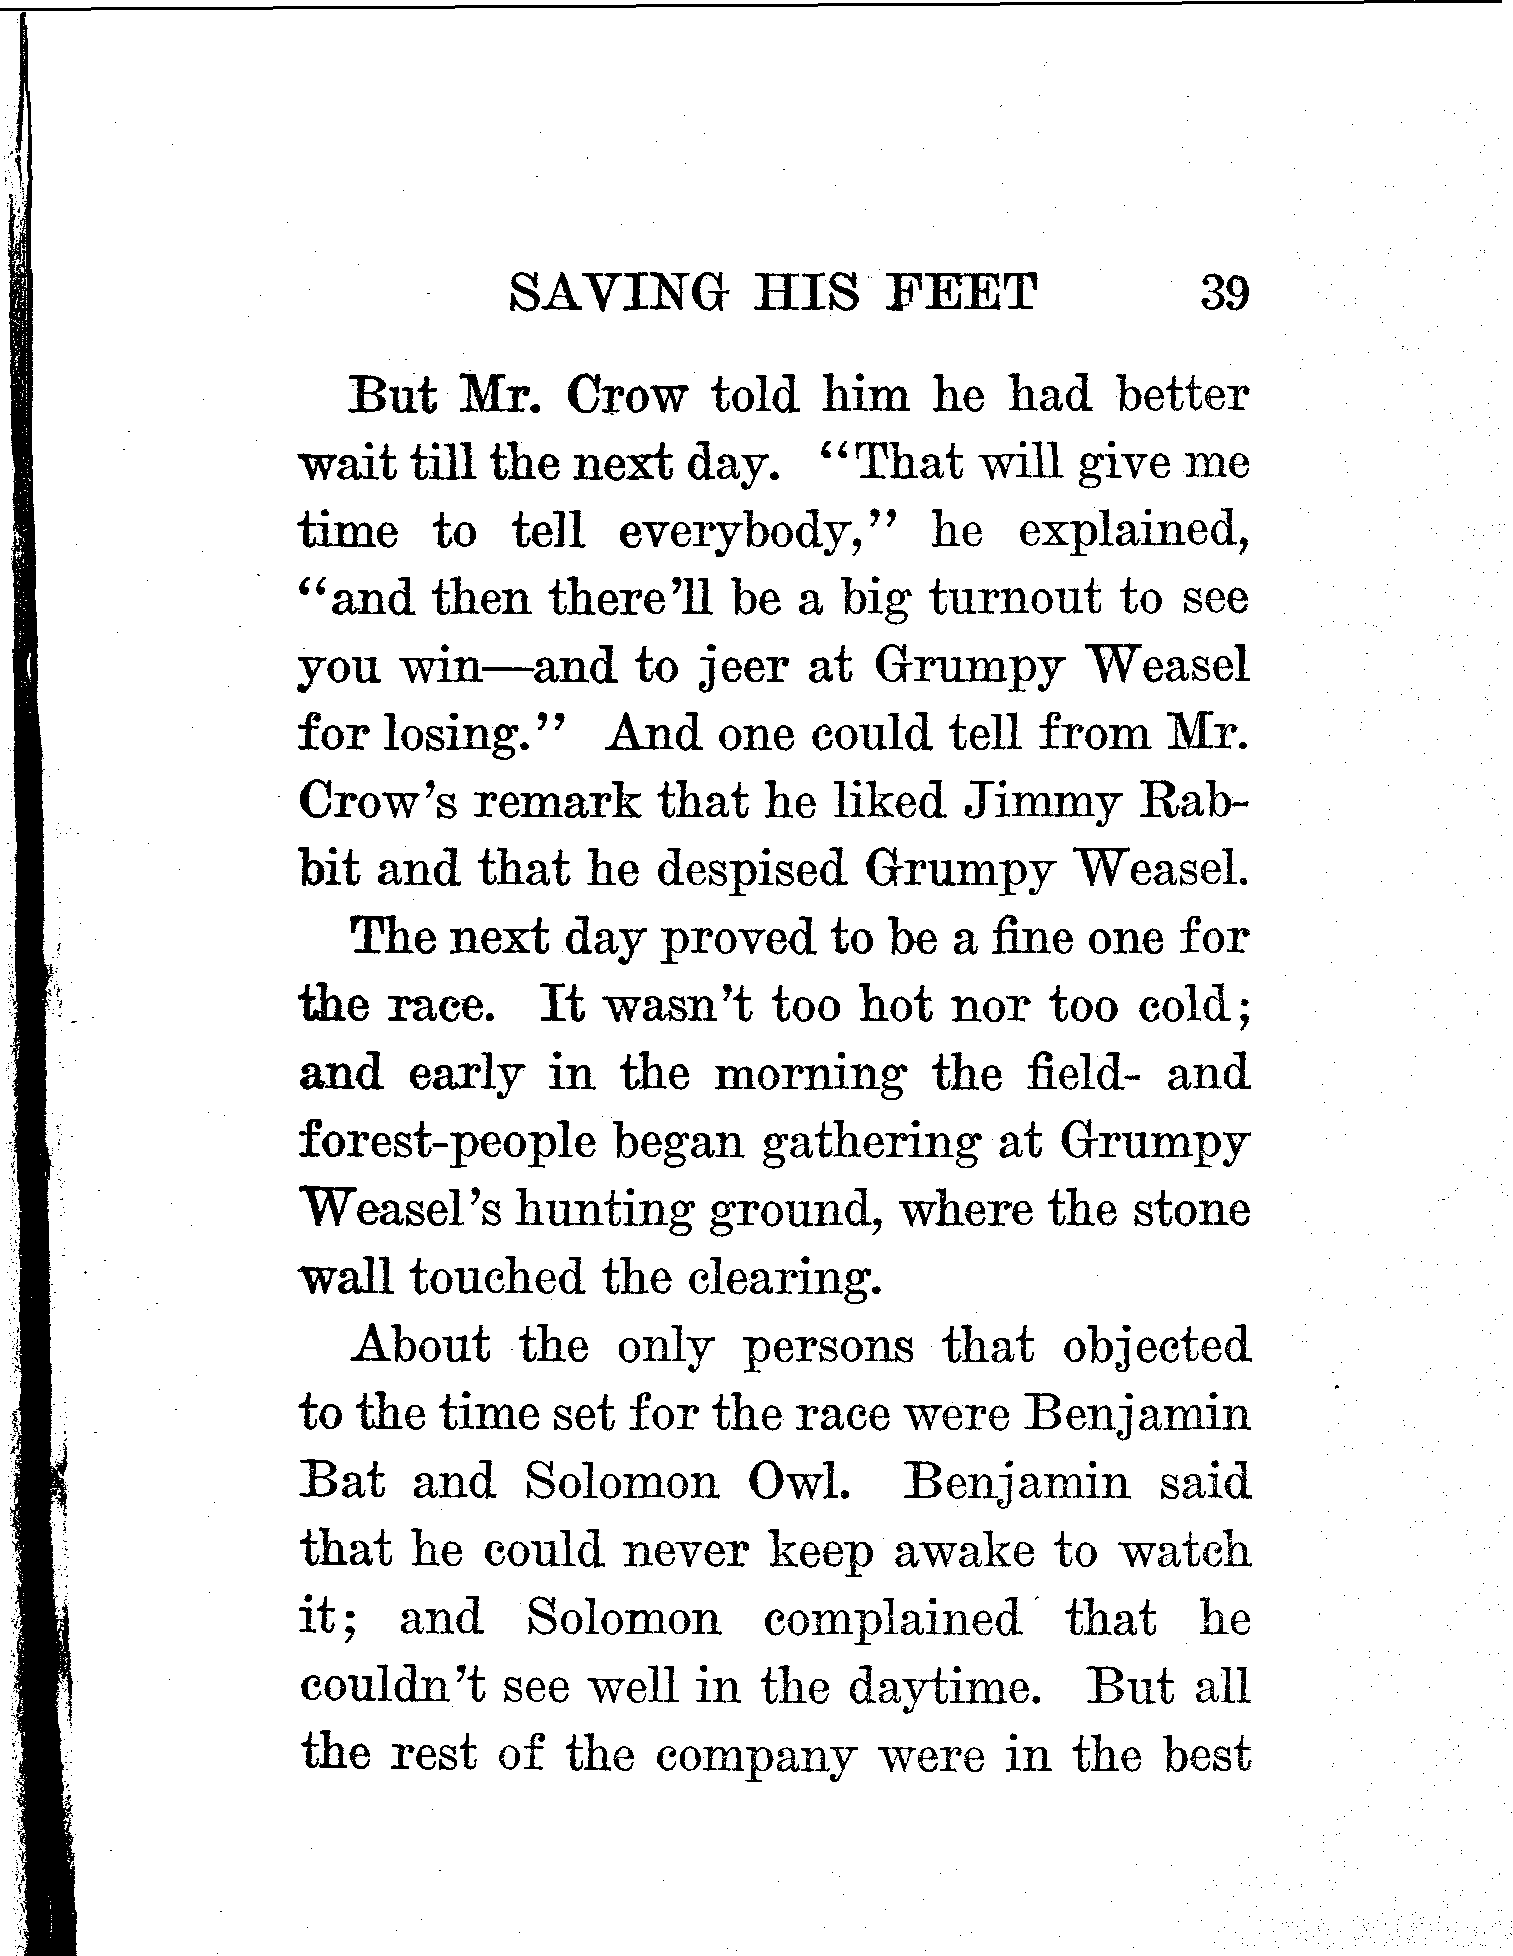 SAVING HIS FEET 39
But Mr. Crow told him he had better
wait till the next day. "That will give me
time to tell everybody," he explained,
"and then there'll be a big turnout to see
you win—and to jeer at Grumpy Weasel
for losing." And one could tell from Mr.
Crow's remark that he liked Jimmy Rab-
bit and that he despised Grumpy Weasel.
The next day proved to be a fine one for
the race. It wasn't too hot nor too cold;
and early in the morning the field- and
forest-people began gathering at Grumpy
Weasel's hunting ground, where the stone
wall touched the clearing.
About the only persons that objected
to the time set for the race were Benjamin
Bat and Solomon Owl. Benjamin said
that he could never keep awake to watch
it; and Solomon complained that he
couldn't see well in the daytime. But all
the rest of the company were in the best